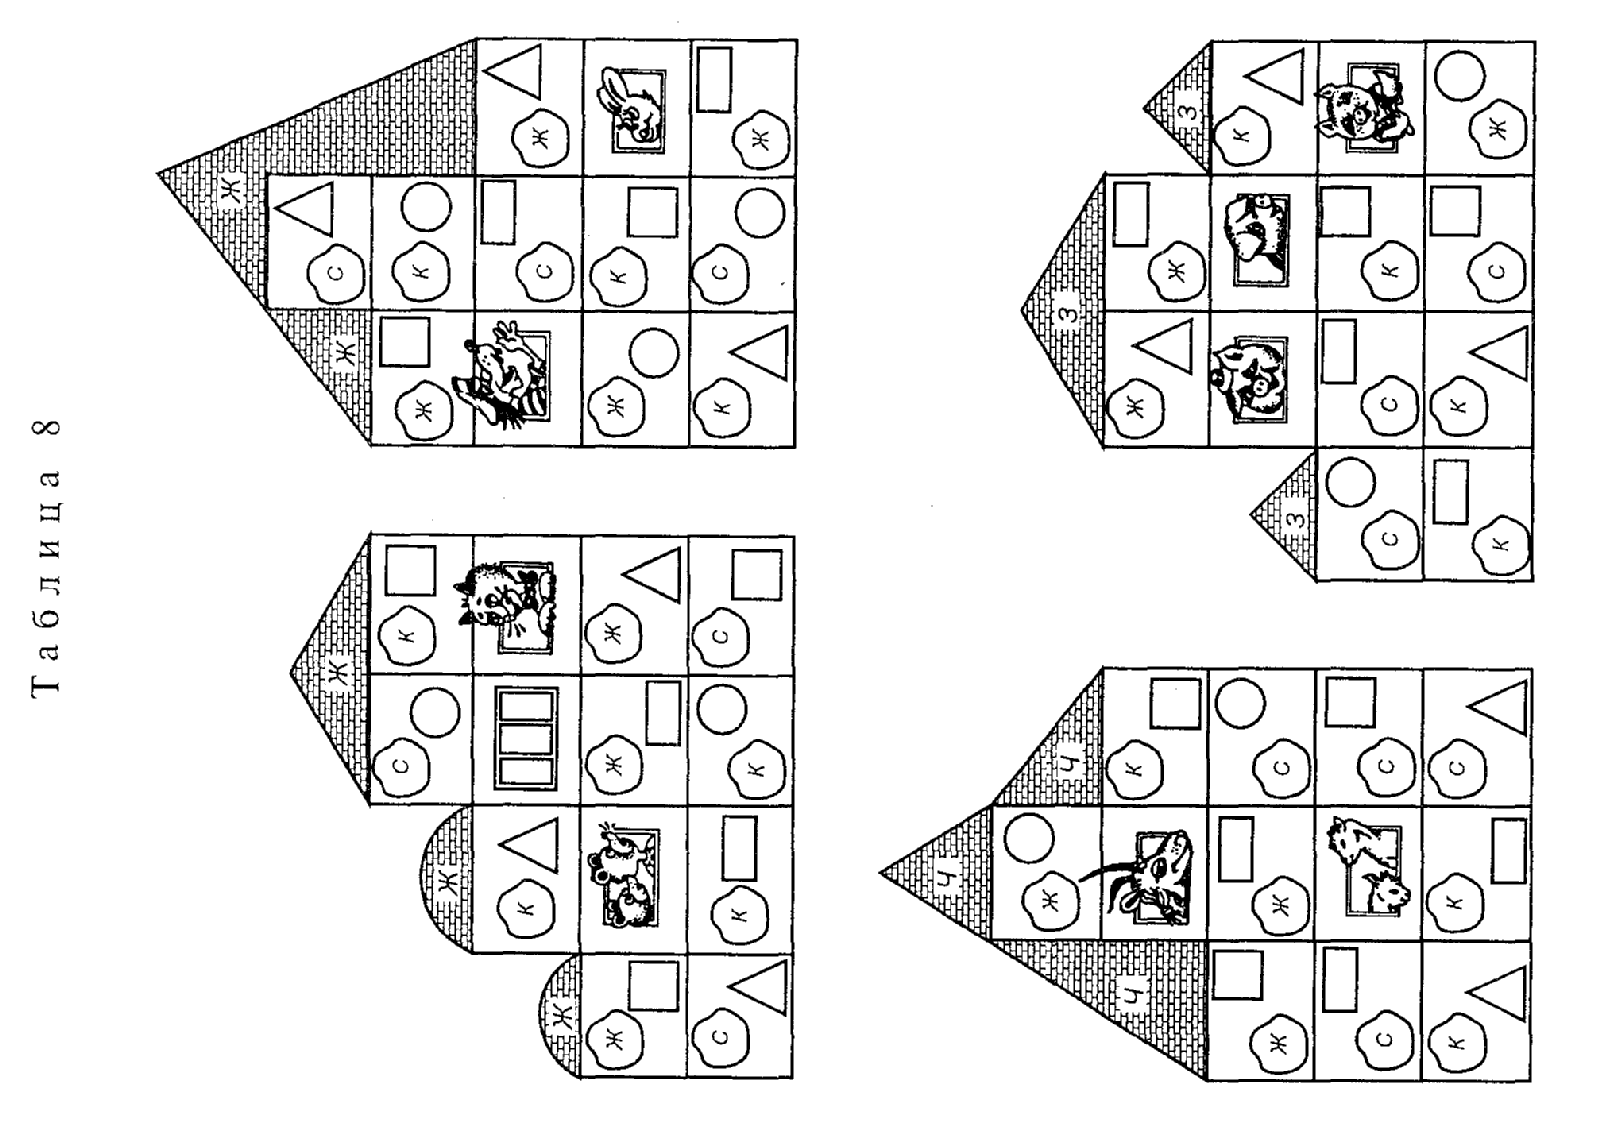 Таблица 8
Ж
С К
Ж
К
Ж
Ж Ж Ж
С К К С
Ж
С
Ж
Ж К
С Ж
Ж К
К С Ж
Ч
Ж
Ч
Ч
К
Ж Ж С
С С
К К С
З
Ж Ж
З
К
З
С С К
К К С Ж